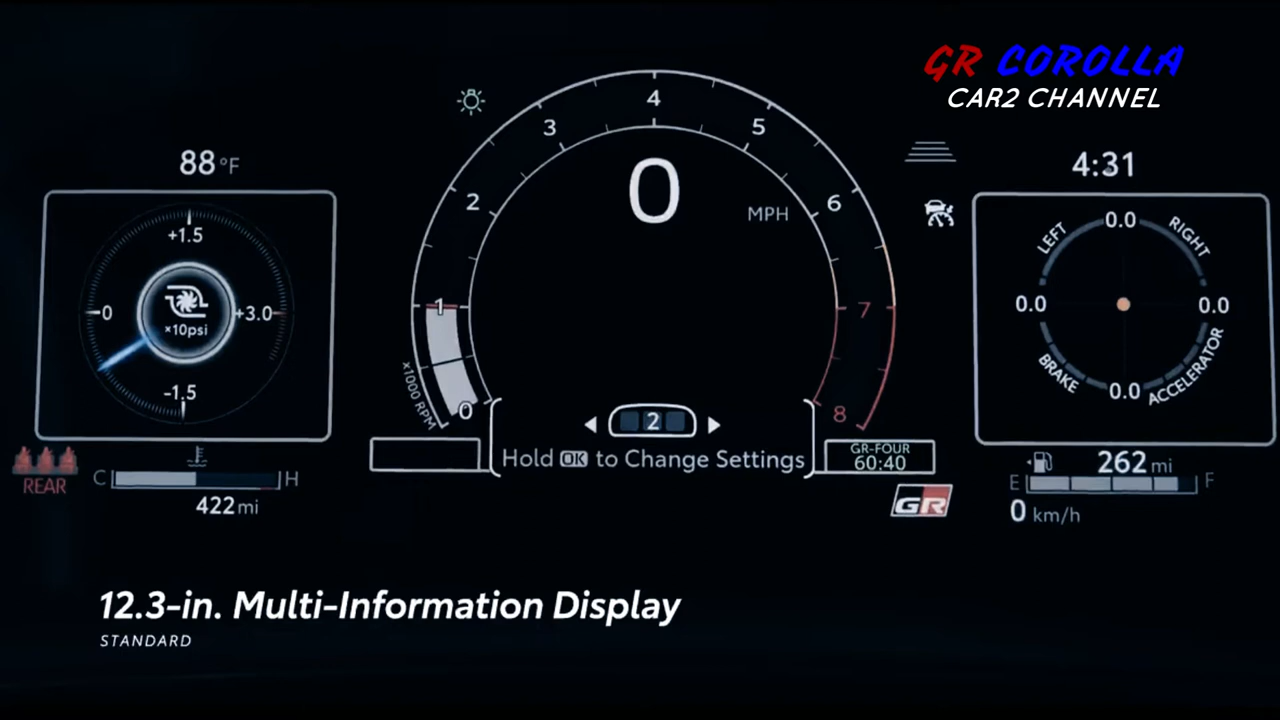 GR COROLLA
CAR2 CHANNEL
88°F
4:31
+1.5
0
+3.0
×10psi
-1.5
4
3
5
2
6
1
7
0
8
×1000 RPM
0
MPH
0.0
LEFT
RIGHT
0.0
0.0
BRAKE
ACCELERATOR
0.0
REAR
C
H
422 mi
2
Hold OK to Change Settings
GR-FOUR
60:40
GR
262 mi
E
F
0 km/h
12.3-in. Multi-Information Display
STANDARD